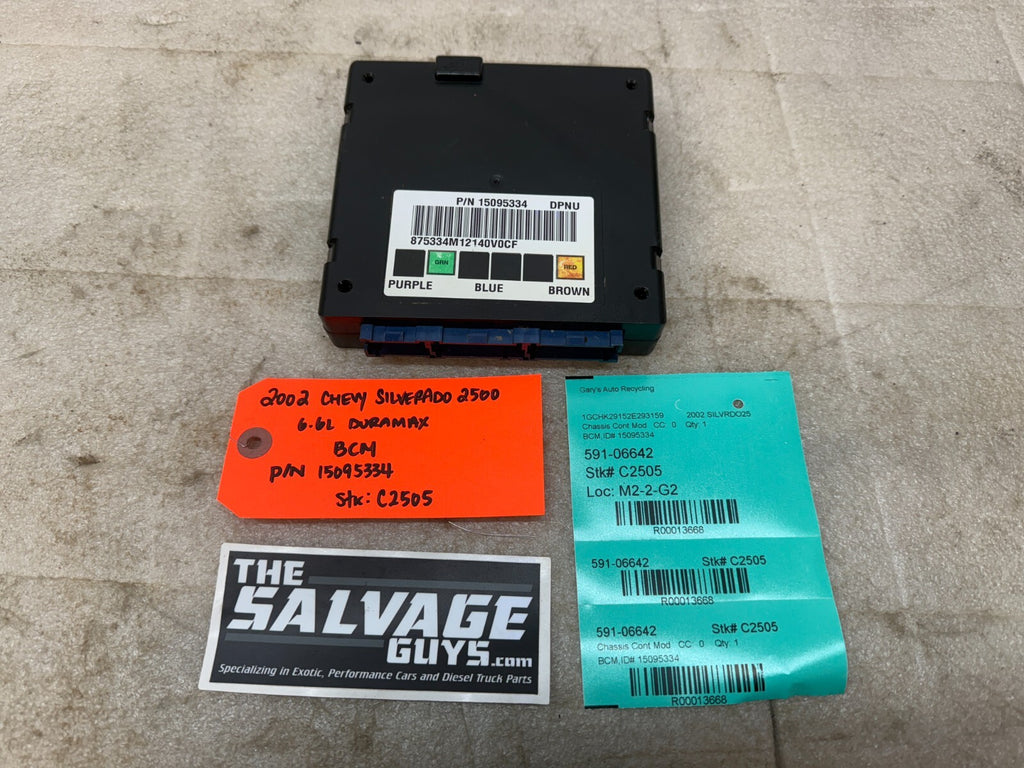 P/N 15095334 DPNU
875334M12140V0CF
GRN RED
PURPLE BLUE BROWN
2002 CHEVY SILVERADO 2500
6.6L DURAMAX
BCM
P/N 15095334
Stk: C2505
THE
SALVAGE
GUYS.com
Specializing in Exotic, Performance Cars and Diesel Truck Parts
Gary's Auto Recycling
1GCHK29152E293159 2002 SILVRDO25
Chassis Cont Mod CC: 0 Qty: 1
BCM,ID# 15095334
591-06642
Stk# C2505
Loc: M2-2-G2
R00013668
591-06642 Stk# C2505
R00013668
591-06642 Stk# C2505
Chassis Cont Mod CC: 0 Qty: 1
BCM,ID# 15095334
R00013668